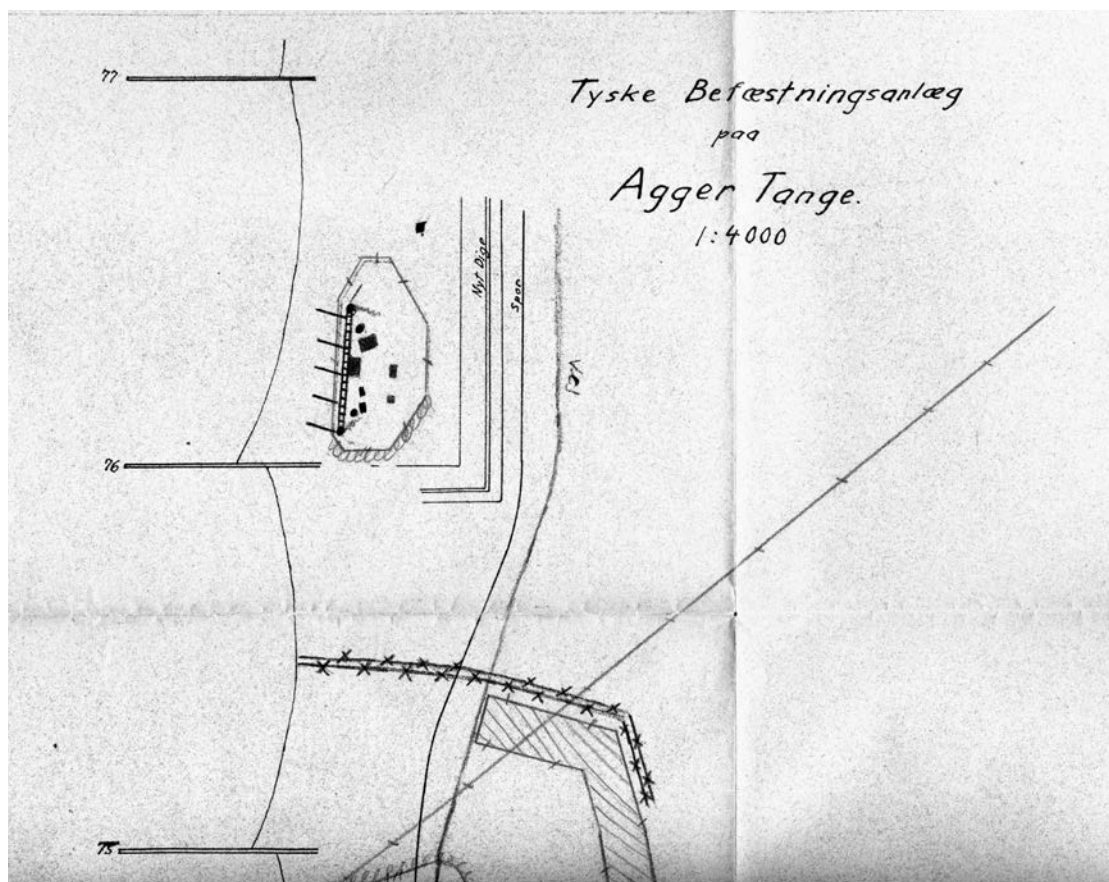 77
Tyske Befæstningsanlæg
paa
Agger Tange.
1:4000
Nyt Dige
Spor
Vej
76
75